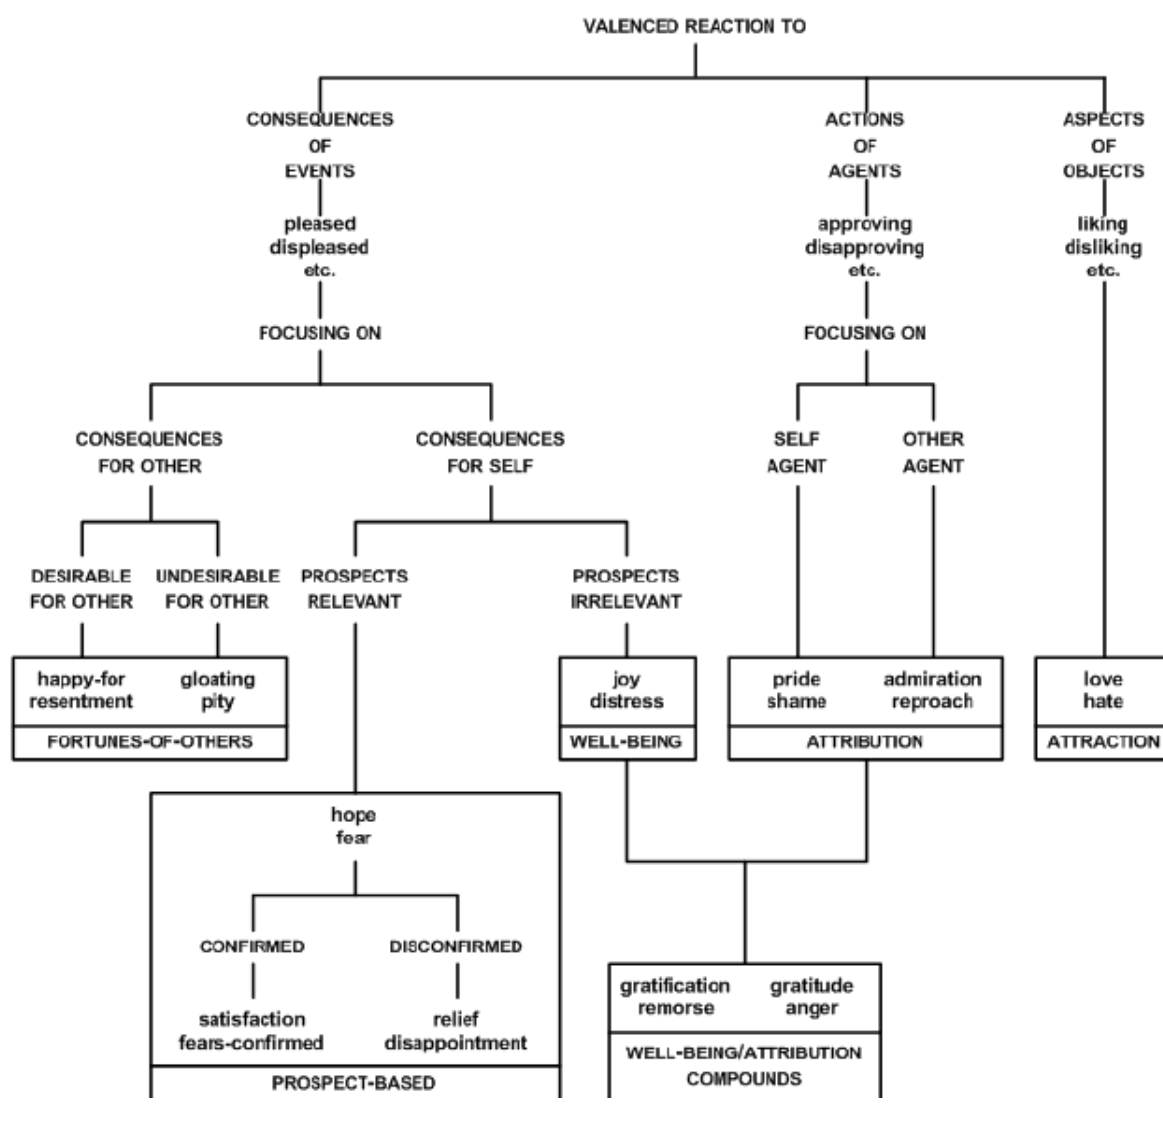 VALENCED REACTION TO
CONSEQUENCES
OF
EVENTS
ACTIONS
OF
AGENTS
ASPECTS
OF
OBJECTS
pleased
displeased
etc.
approving
disapproving
etc.
liking
disliking
etc.
FOCUSING ON
FOCUSING ON
CONSEQUENCES
FOR OTHER
CONSEQUENCES
FOR SELF
SELF
AGENT
OTHER
AGENT
DESIRABLE
FOR OTHER
UNDESIRABLE
FOR OTHER
PROSPECTS
RELEVANT
PROSPECTS
IRRELEVANT
happy-for
resentment
gloating
pity
FORTUNES-OF-OTHERS
joy
distress
WELL-BEING
pride
shame
admiration
reproach
ATTRIBUTION
love
hate
ATTRACTION
hope
fear
CONFIRMED
DISCONFIRMED
satisfaction
fears-confirmed
relief
disappointment
PROSPECT-BASED
gratification
remorse
gratitude
anger
WELL-BEING/ATTRIBUTION
COMPOUNDS